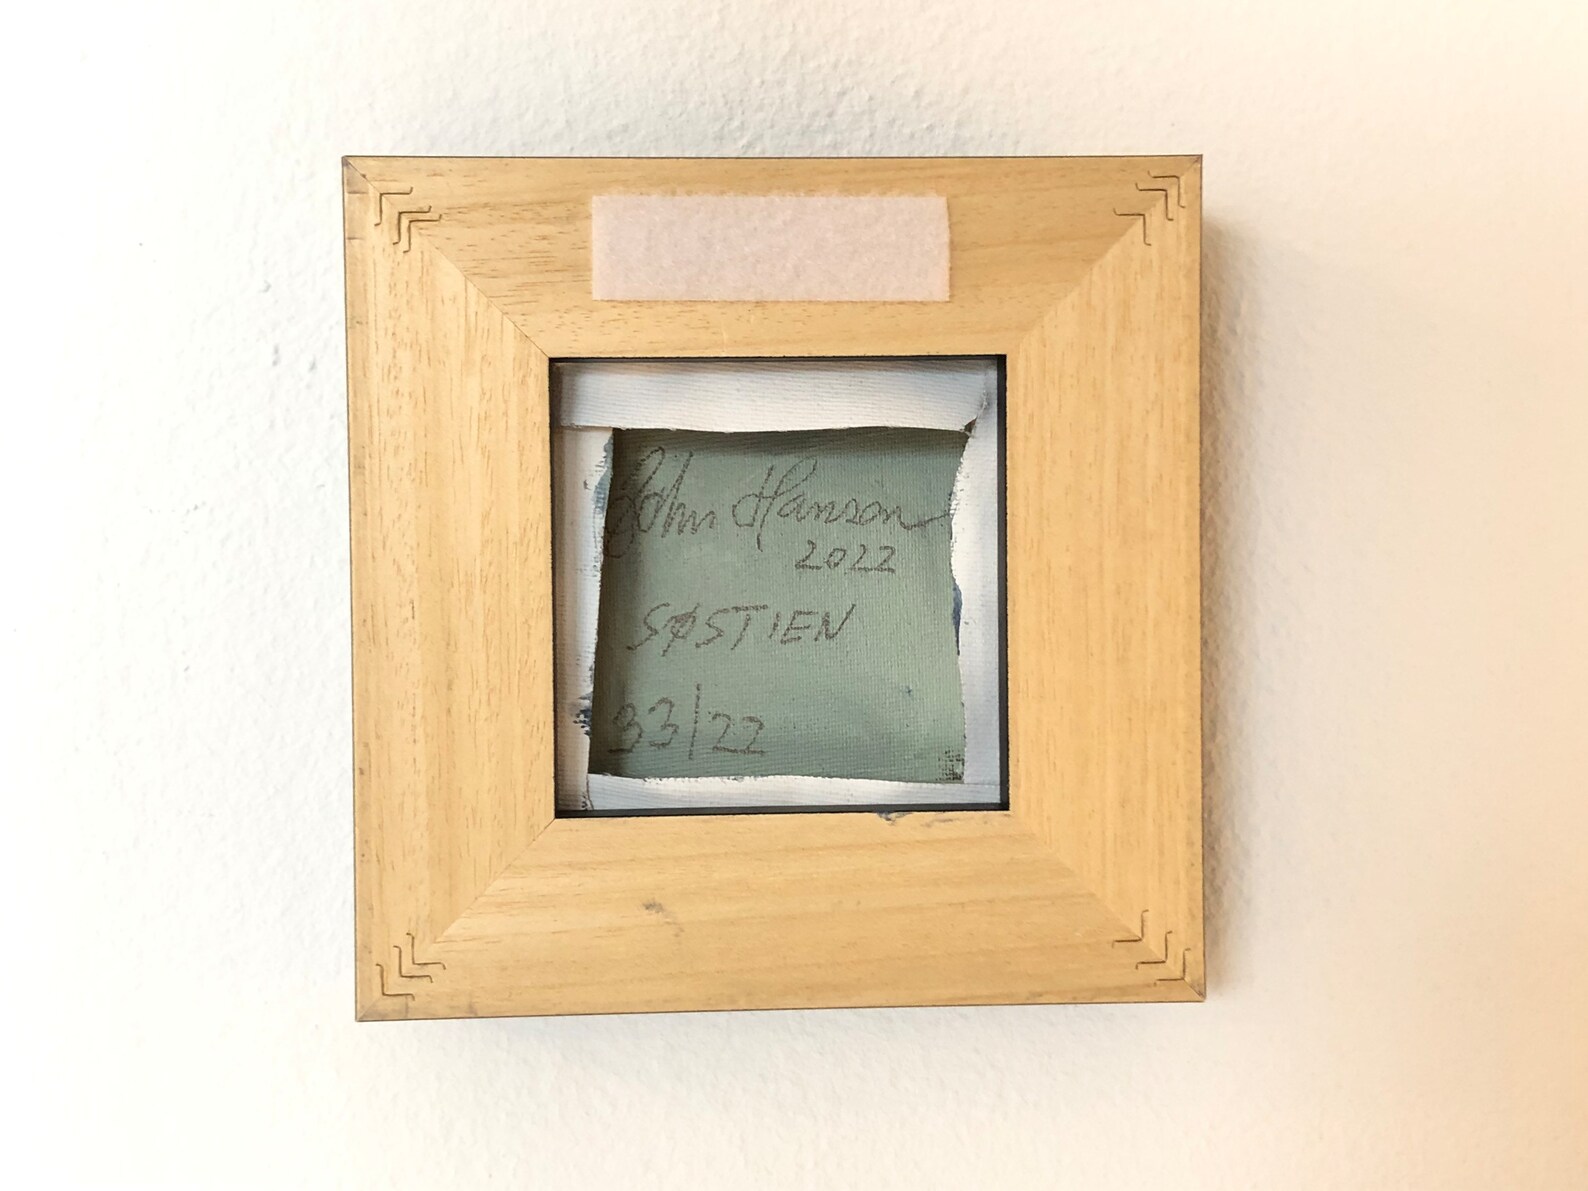 John Hanson
2022
SØSTIEN
33/22